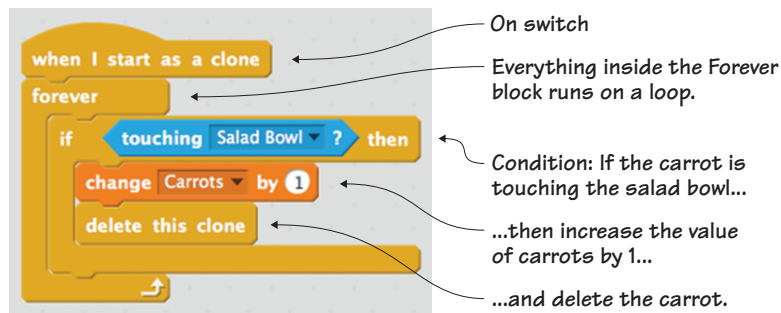 On switch
when I start as a clone
Everything inside the Forever
block runs on a loop.
forever
if touching Salad Bowl ? then
Condition: If the carrot is
touching the salad bowl...
change Carrots by 1
...then increase the value
of carrots by 1...
delete this clone
...and delete the carrot.